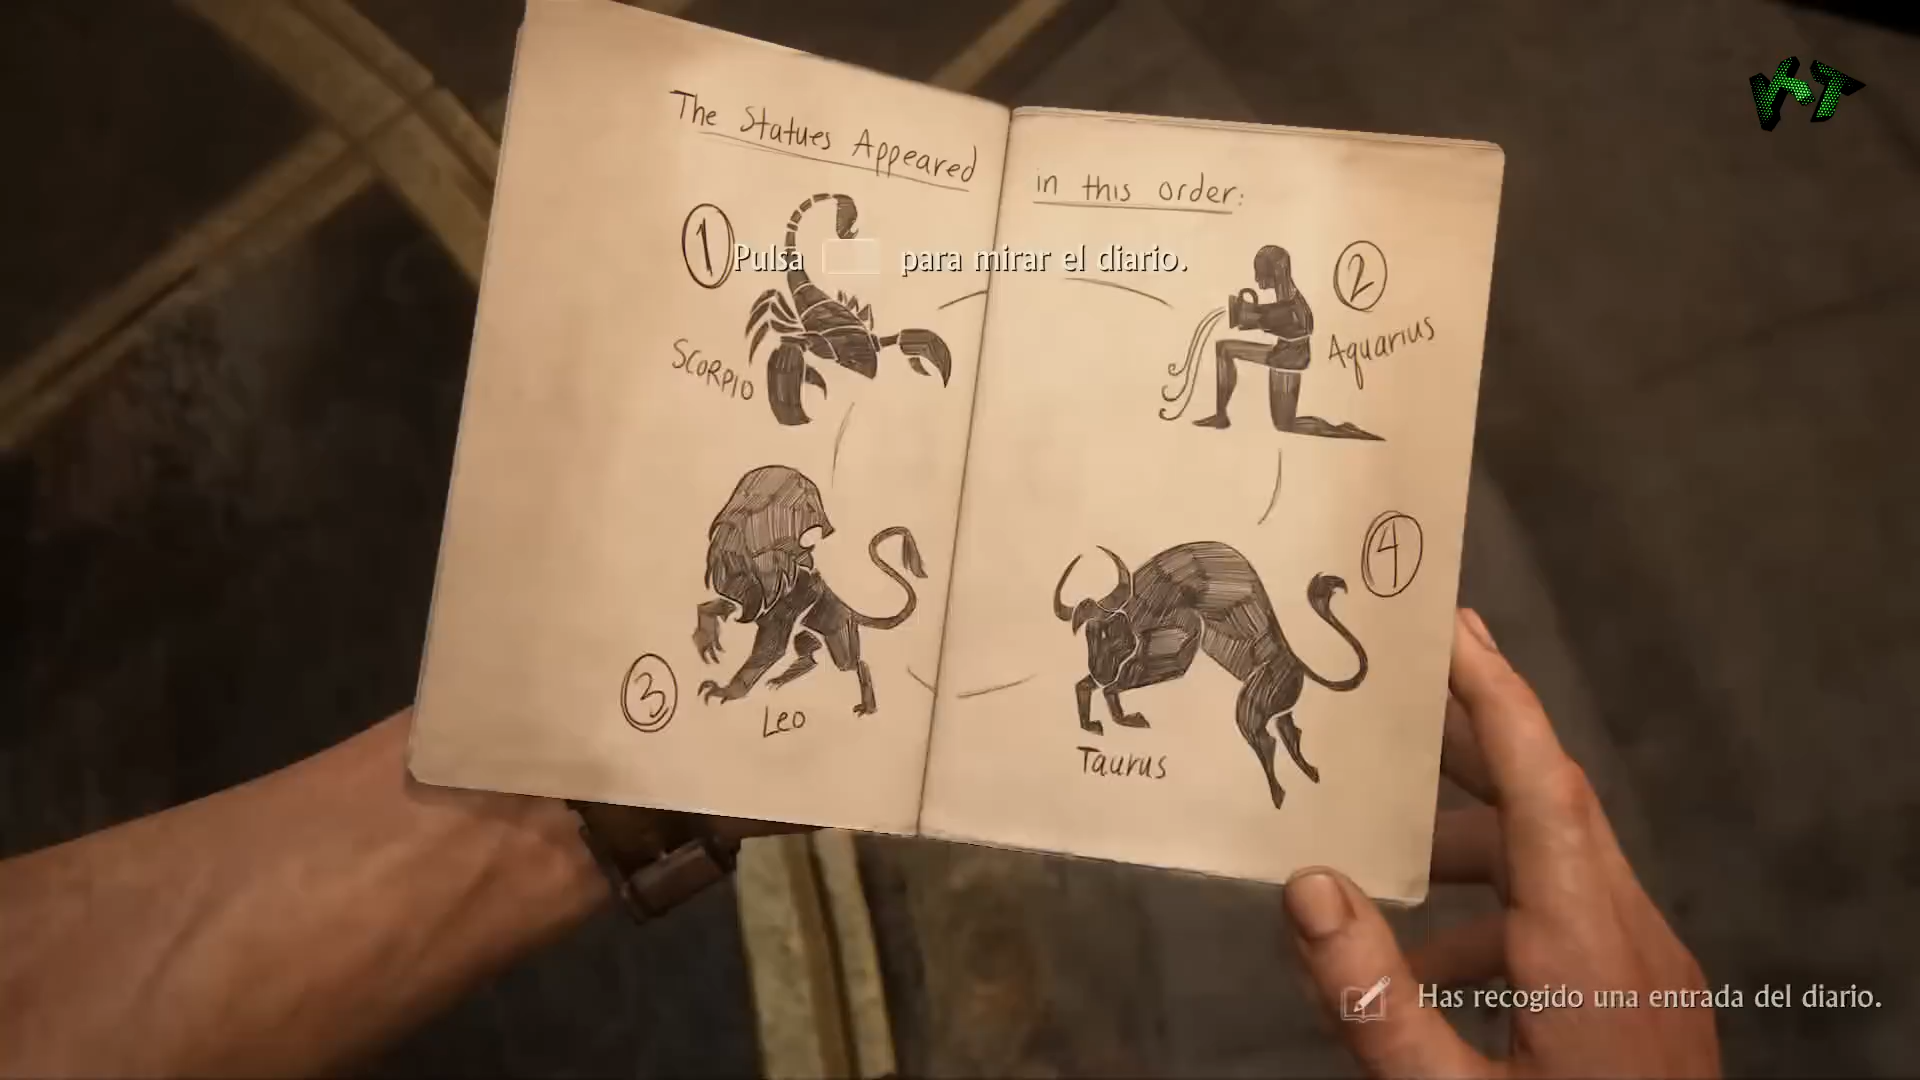 The Statues Appeared
in this order:
1
Pulsa para mirar el diario.
2
SCORPIO
Aquarius
3
Leo
4
Taurus
Has recogido una entrada del diario.
KT